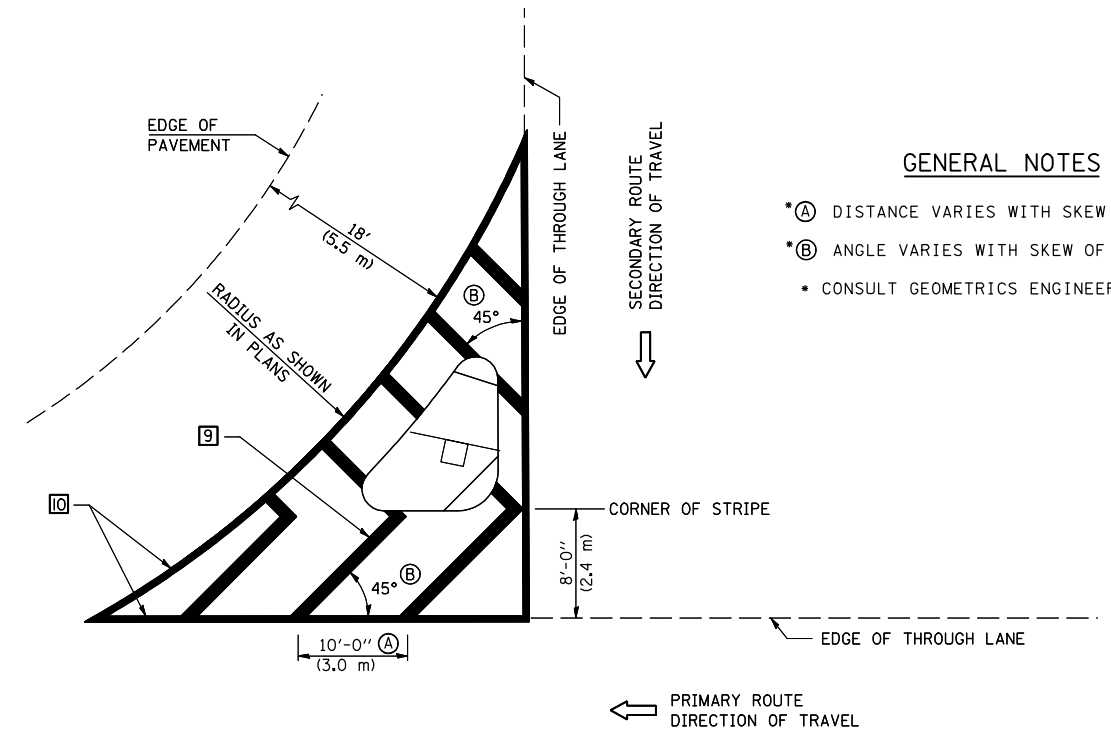 EDGE OF
PAVEMENT
18'
(5.5 m)
RADIUS AS SHOWN
IN PLANS
EDGE OF THROUGH LANE
SECONDARY ROUTE
DIRECTION OF TRAVEL
GENERAL NOTES
*Ⓐ DISTANCE VARIES WITH SKEW
*Ⓑ ANGLE VARIES WITH SKEW OF
* CONSULT GEOMETRICS ENGINEER
Ⓑ
45°
9
10
CORNER OF STRIPE
8'-0"
(2.4 m)
45° Ⓑ
10'-0" Ⓐ
(3.0 m)
EDGE OF THROUGH LANE
PRIMARY ROUTE
DIRECTION OF TRAVEL